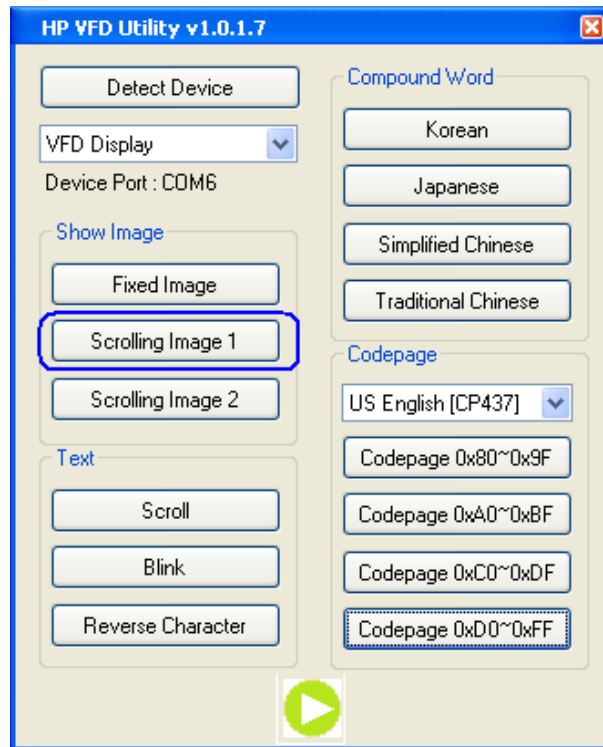 HP VFD Utility v1.0.1.7
Detect Device
VFD Display
Device Port : COM6
Show Image
Fixed Image
Scrolling Image 1
Scrolling Image 2
Text
Scroll
Blink
Reverse Character
Compound Word
Korean
Japanese
Simplified Chinese
Traditional Chinese
Codepage
US English [CP437]
Codepage 0x80~0x9F
Codepage 0xA0~0xBF
Codepage 0xC0~0xDF
Codepage 0xD0~0xFF